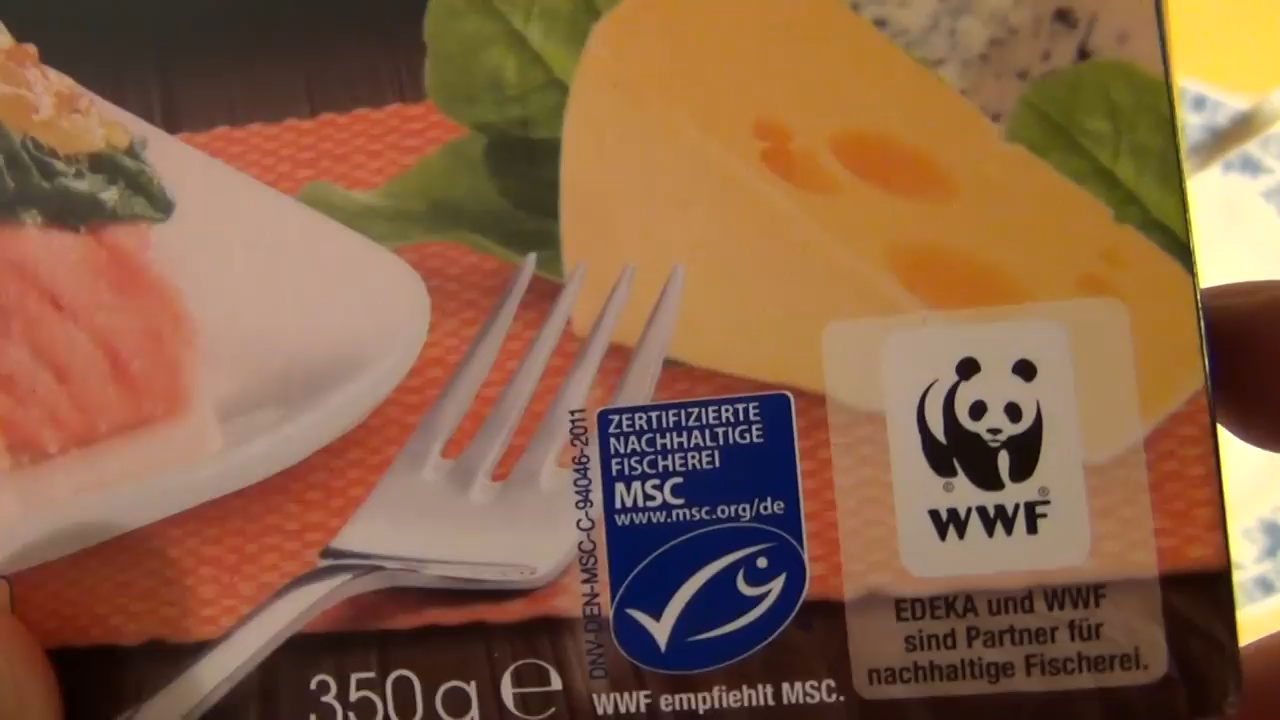 ZERTIFIZIERTE
NACHHALTIGE
FISCHEREI
MSC
www.msc.org/de
DNV-DEN-MSC-C-94046-2011
WWF empfiehlt MSC.
350g e
© ®
WWF
EDEKA und WWF
sind Partner für
nachhaltige Fischerei.